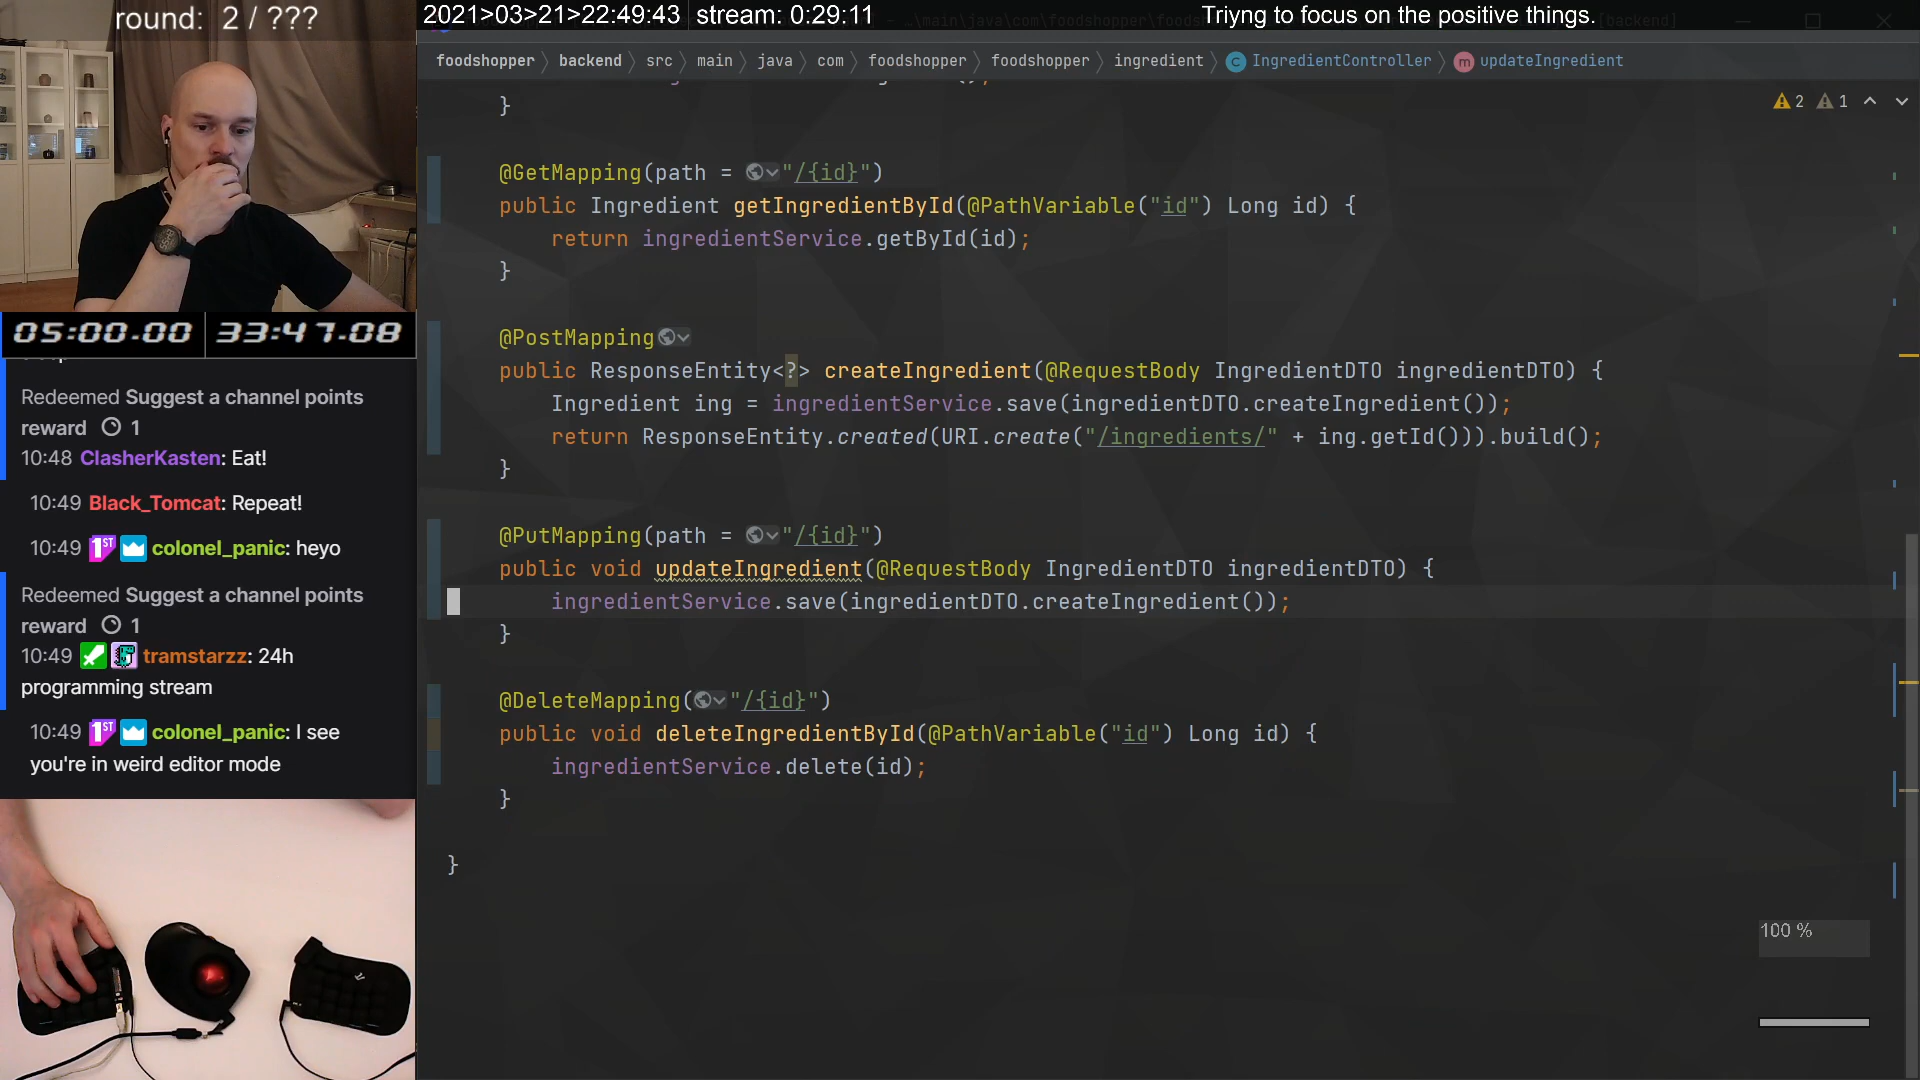 round: 2 / ???
2021>03>21>22:49:43 stream: 0:29:11
Triyng to focus on the positive things.
foodshopper backend src main java com foodshopper foodshopper ingredient IngredientController updateIngredient
2 1
}
@GetMapping(path = "/{id}")
public Ingredient getIngredientById(@PathVariable("id") Long id) {
return ingredientService.getById(id);
}
@PostMapping
public ResponseEntity<?> createIngredient(@RequestBody IngredientDTO ingredientDTO) {
Ingredient ing = ingredientService.save(ingredientDTO.createIngredient());
return ResponseEntity.created(URI.create("/ingredients/" + ing.getId())).build();
}
@PutMapping(path = "/{id}")
public void updateIngredient(@RequestBody IngredientDTO ingredientDTO) {
ingredientService.save(ingredientDTO.createIngredient());
}
@DeleteMapping("/{id}")
public void deleteIngredientById(@PathVariable("id") Long id) {
ingredientService.delete(id);
}
}
100 %
05:00.00 33:47.08
Redeemed Suggest a channel points
reward 1
10:48 ClasherKasten: Eat!
10:49 Black_Tomcat: Repeat!
10:49 1ST colonel_panic: heyo
Redeemed Suggest a channel points
reward 1
10:49 tramstarzz: 24h
programming stream
10:49 1ST colonel_panic: I see
you're in weird editor mode